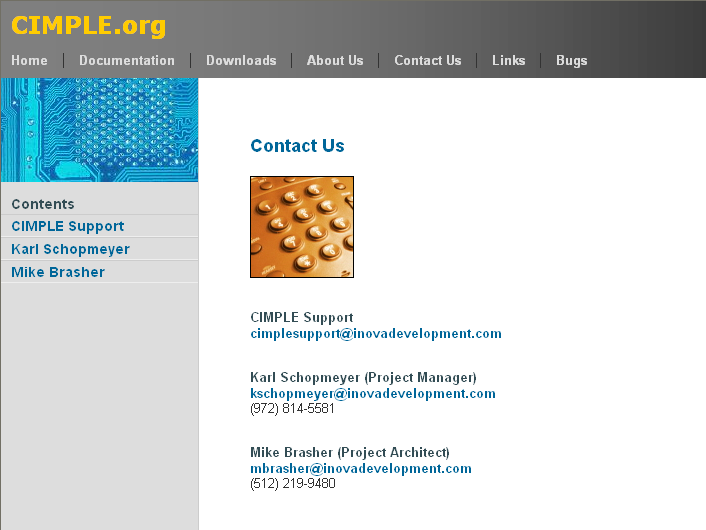 CIMPLE.org
Home Documentation Downloads About Us Contact Us Links Bugs
Contents
CIMPLE Support
Karl Schopmeyer
Mike Brasher
Contact Us
CIMPLE Support
cimplesupport@inovadevelopment.com
Karl Schopmeyer (Project Manager)
kschopmeyer@inovadevelopment.com
(972) 814-5581
Mike Brasher (Project Architect)
mbrasher@inovadevelopment.com
(512) 219-9480